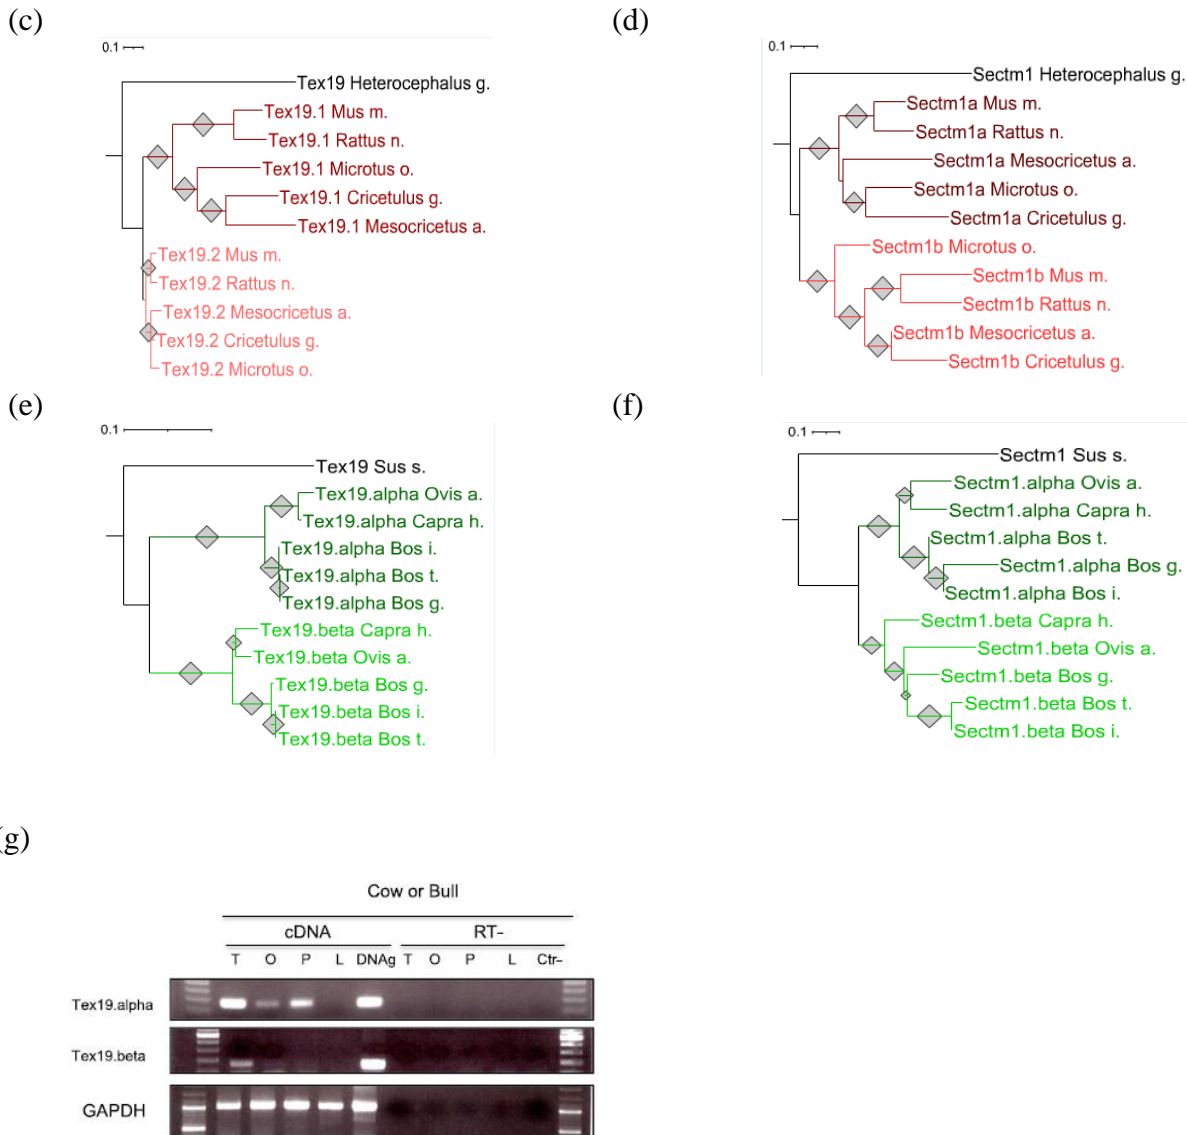 (c)
0.1
Tex19 Heterocephalus g.
Tex19.1 Mus m.
Tex19.1 Rattus n.
Tex19.1 Microtus o.
Tex19.1 Cricetulus g.
Tex19.1 Mesocricetus a.
Tex19.2 Mus m.
Tex19.2 Rattus n.
Tex19.2 Mesocricetus a.
Tex19.2 Cricetulus g.
Tex19.2 Microtus o.
(d)
0.1
Sectm1 Heterocephalus g.
Sectm1a Mus m.
Sectm1a Rattus n.
Sectm1a Mesocricetus a.
Sectm1a Microtus o.
Sectm1a Cricetulus g.
Sectm1b Microtus o.
Sectm1b Mus m.
Sectm1b Rattus n.
Sectm1b Mesocricetus a.
Sectm1b Cricetulus g.
(e)
0.1
Tex19 Sus s.
Tex19.alpha Ovis a.
Tex19.alpha Capra h.
Tex19.alpha Bos i.
Tex19.alpha Bos t.
Tex19.alpha Bos g.
Tex19.beta Capra h.
Tex19.beta Ovis a.
Tex19.beta Bos g.
Tex19.beta Bos i.
Tex19.beta Bos t.
(f)
0.1
Sectm1 Sus s.
Sectm1.alpha Ovis a.
Sectm1.alpha Capra h.
Sectm1.alpha Bos t.
Sectm1.alpha Bos g.
Sectm1.alpha Bos i.
Sectm1.beta Capra h.
Sectm1.beta Ovis a.
Sectm1.beta Bos g.
Sectm1.beta Bos t.
Sectm1.beta Bos i.
(g)
Cow or Bull
cDNA RT-
T O P L DNAg T O P L Ctr-
Tex19.alpha
Tex19.beta
GAPDH